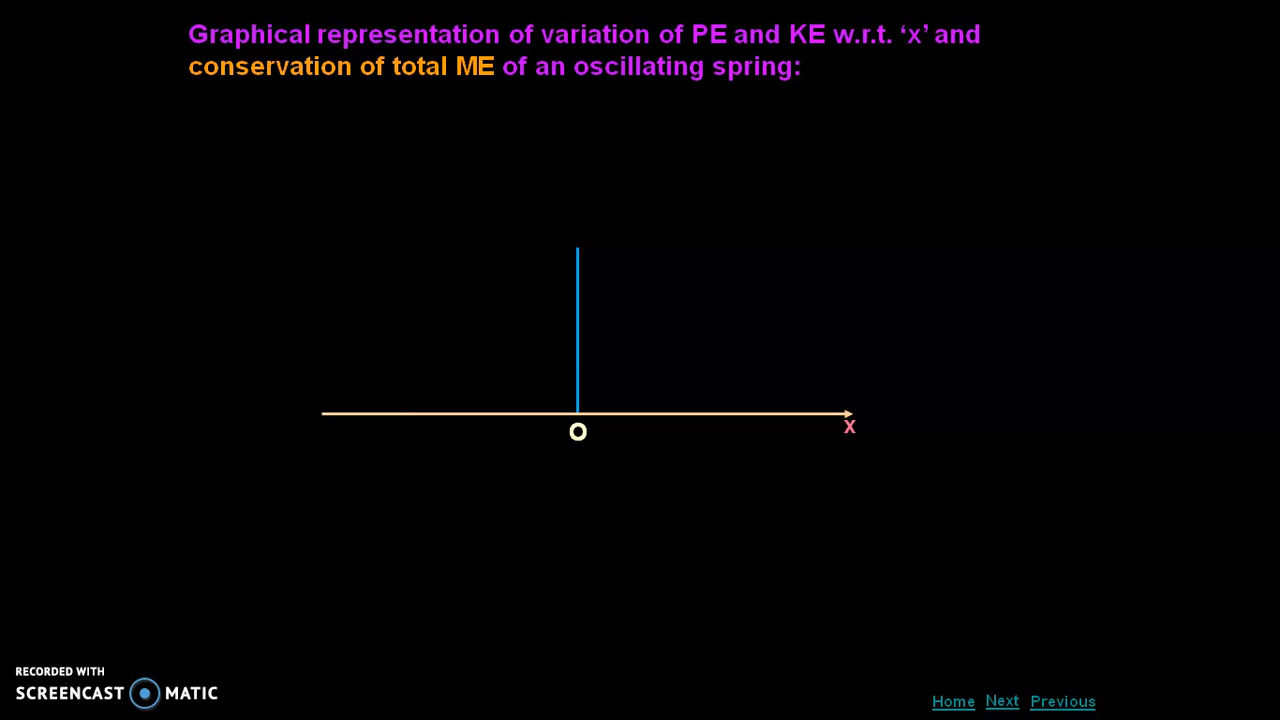 Graphical representation of variation of PE and KE w.r.t. ‘x’ and
conservation of total ME of an oscillating spring:
O
x
RECORDED WITH
SCREENCAST MATIC
Home Next Previous